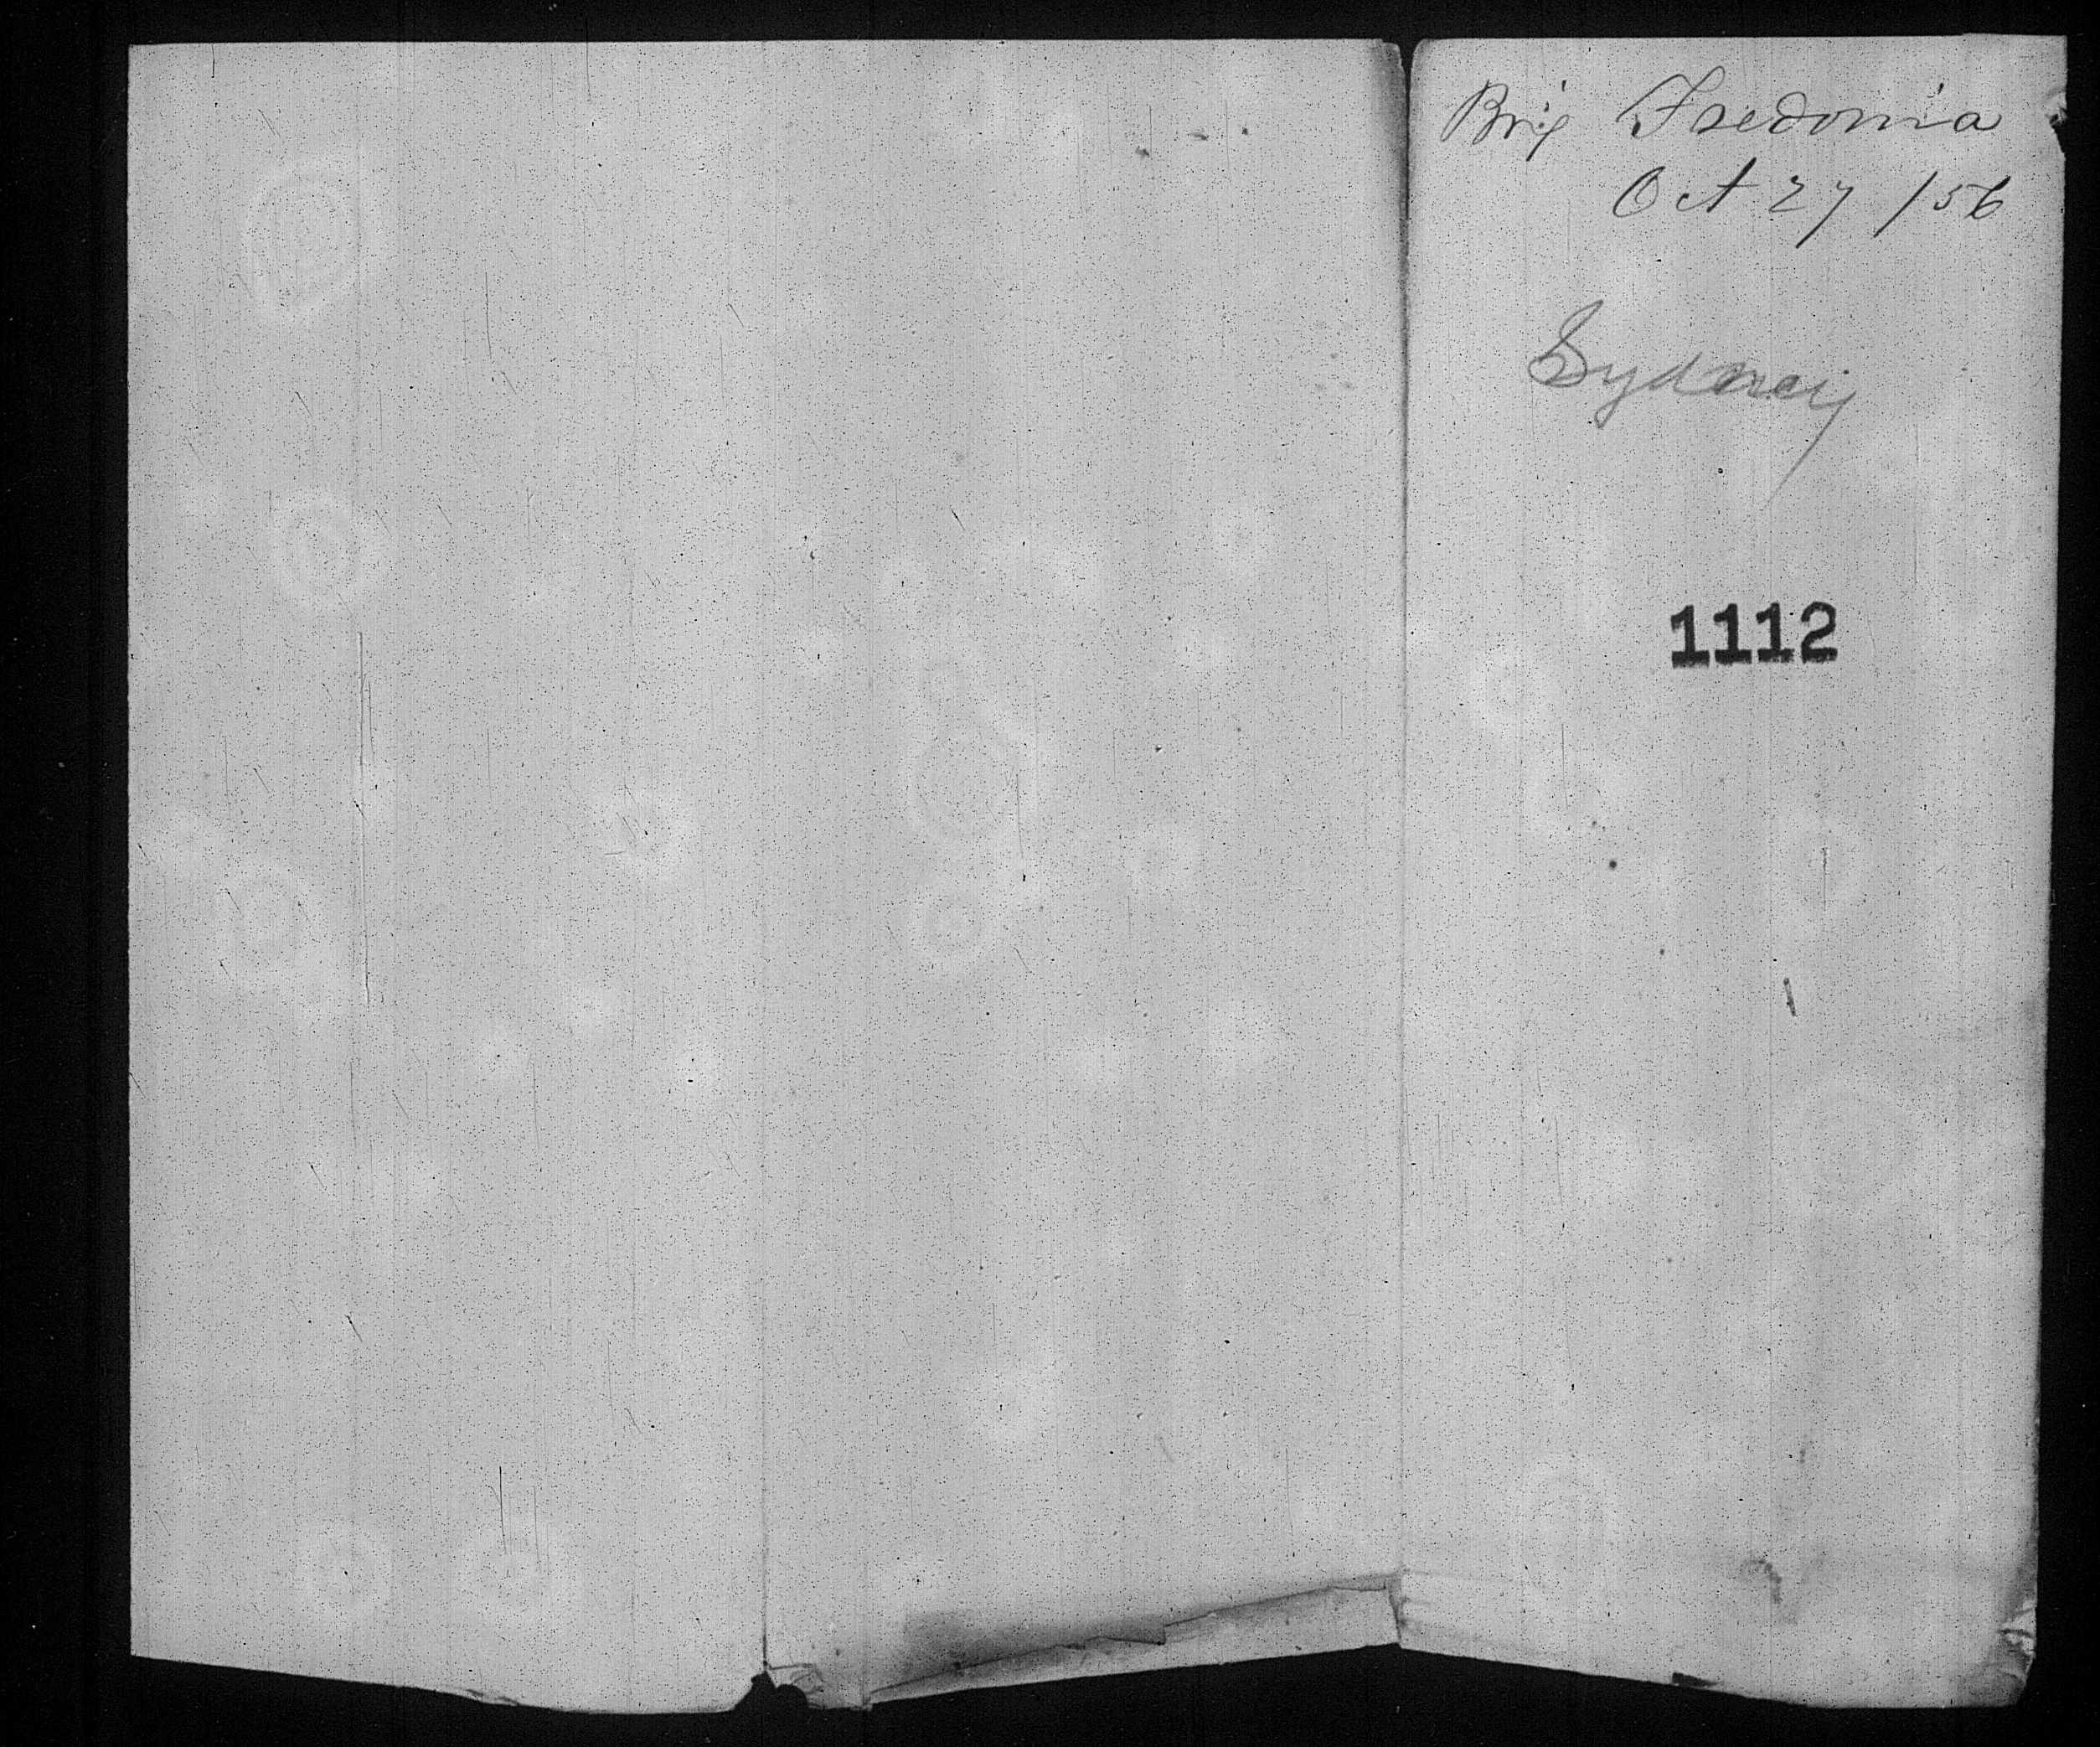 Brig Fredonia
Oct 27 /56
Sydney
1112